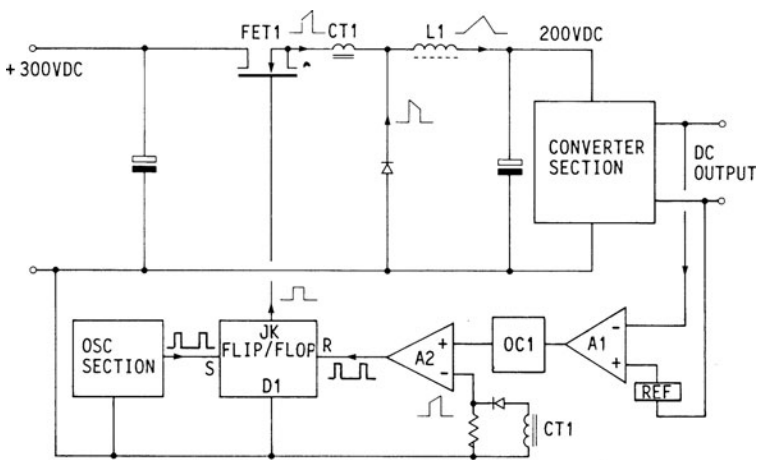 FET1 CT1 L1 200VDC
+300VDC
CONVERTER
SECTION
DC
OUTPUT
OSC
SECTION
S
JK
FLIP/FLOP
D1
R
A2
+
-
OC1
A1
-
+
REF
CT1